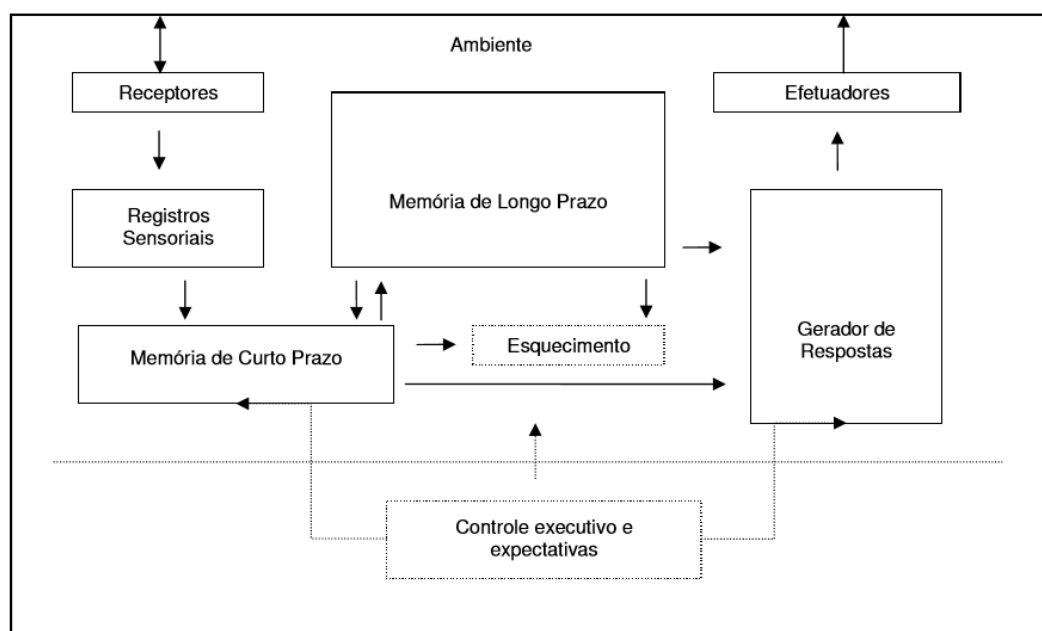 Ambiente
Receptores
Efetuadores
Memória de Longo Prazo
Registros
Sensoriais
Gerador de
Respostas
Memória de Curto Prazo
Esquecimento
Controle executivo e
expectativas